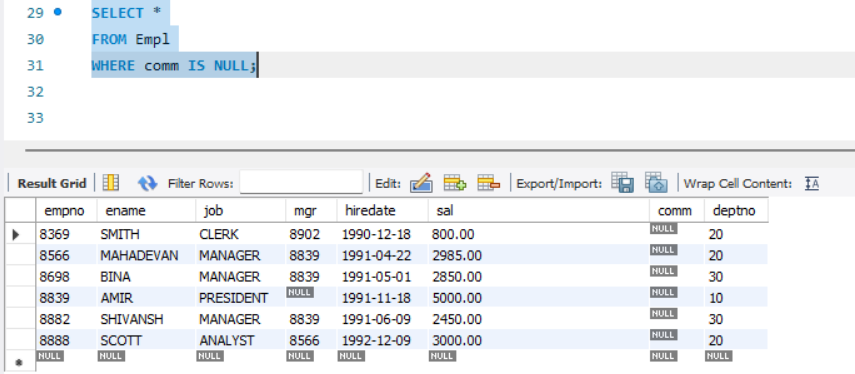 29 SELECT *
30 FROM Empl
31 WHERE comm IS NULL;
32
33
Result Grid Filter Rows: Edit: Export/Import: Wrap Cell Content: IA
empno ename job mgr hiredate sal comm deptno
8369 SMITH CLERK 8902 1990-12-18 800.00 NULL 20
8566 MAHADEVAN MANAGER 8839 1991-04-22 2985.00 NULL 20
8698 BINA MANAGER 8839 1991-05-01 2850.00 NULL 30
8839 AMIR PRESIDENT NULL 1991-11-18 5000.00 NULL 10
8882 SHIVANSH MANAGER 8839 1991-06-09 2450.00 NULL 30
8888 SCOTT ANALYST 8566 1992-12-09 3000.00 NULL 20
NULL NULL NULL NULL NULL NULL NULL NULL